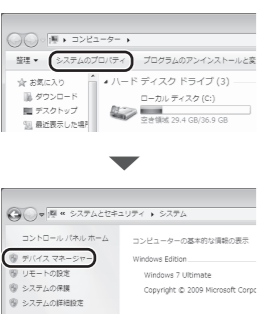 コンピューター
整理 システムのプロパティ プログラムのアンインストールと変
お気に入り
ダウンロード
デスクトップ
最近表示した場所
ハード ディスク ドライブ (3)
ローカル ディスク (C:)
空き領域 29.4 GB/36.9 GB
« システムとセキュリティ システム
コントロール パネル ホーム
デバイス マネージャー
リモートの設定
システムの保護
システムの詳細設定
コンピューターの基本的な情報の表示
Windows Edition
Windows 7 Ultimate
Copyright © 2009 Microsoft Corpo